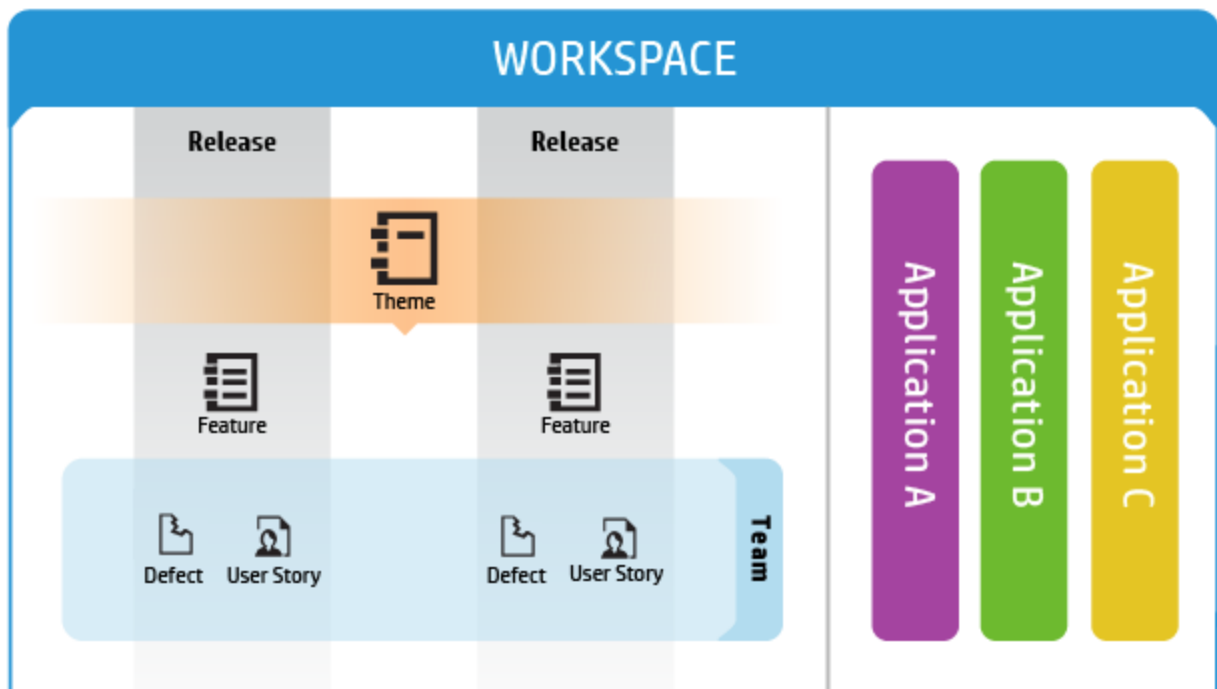 WORKSPACE
Release
Release
Theme
Feature
Feature
Defect
User Story
Defect
User Story
Team
Application A
Application B
Application C